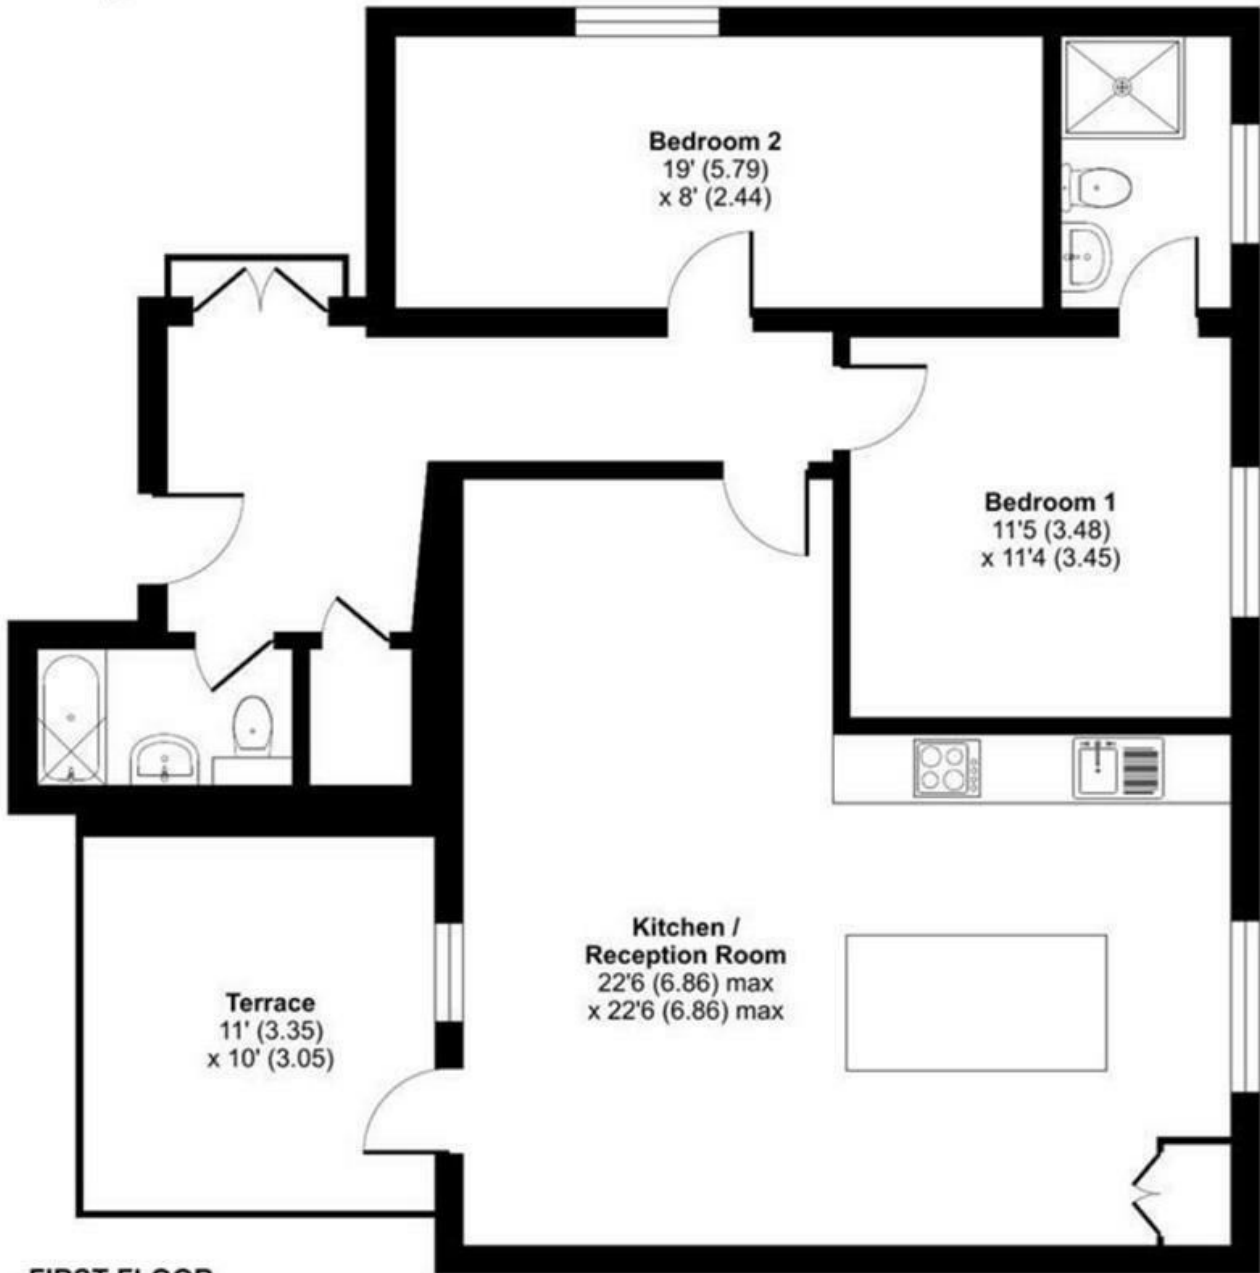 Bedroom 2
19' (5.79)
x 8' (2.44)
Bedroom 1
11'5 (3.48)
x 11'4 (3.45)
Kitchen /
Reception Room
22'6 (6.86) max
x 22'6 (6.86) max
Terrace
11' (3.35)
x 10' (3.05)
FIRST FLOOR